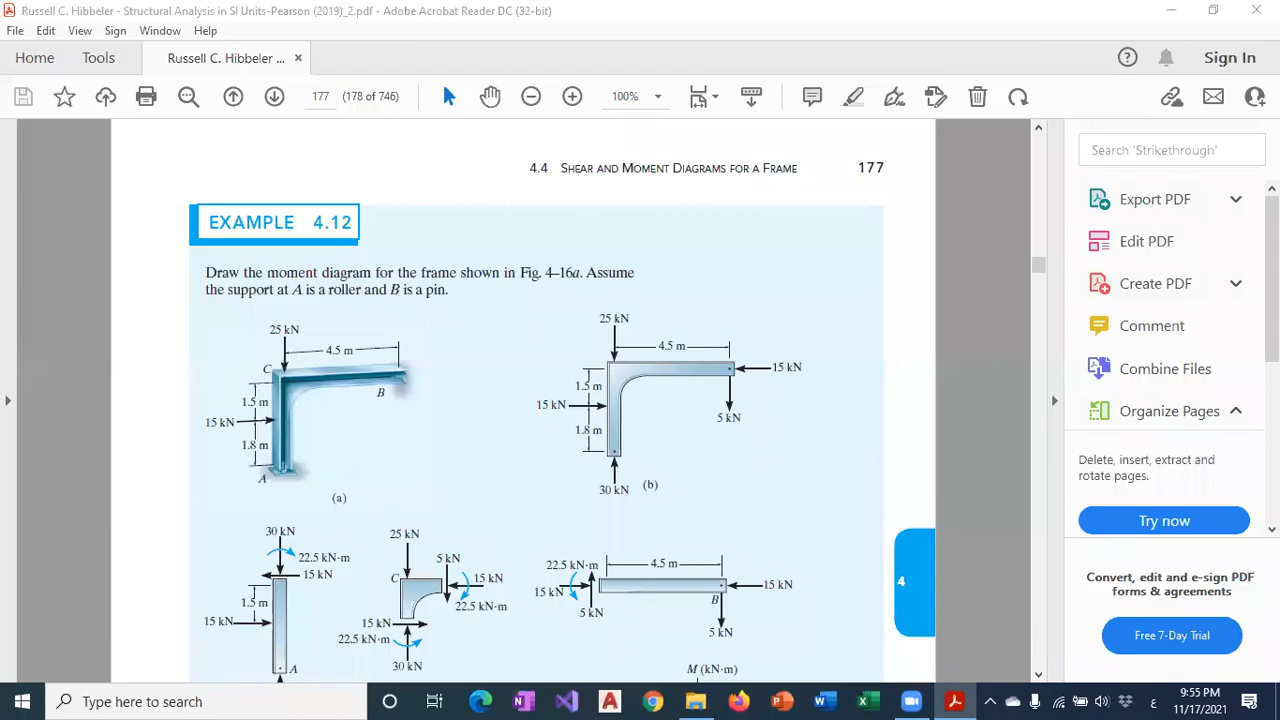 Russell C. Hibbeler - Structural Analysis in SI Units-Pearson (2019)_2.pdf - Adobe Acrobat Reader DC (32-bit)
File Edit View Sign Window Help
Home Tools Russell C. Hibbeler ... × Sign In
177 (178 of 746) 100%
4.4 SHEAR AND MOMENT DIAGRAMS FOR A FRAME 177
EXAMPLE 4.12
Draw the moment diagram for the frame shown in Fig. 4–16a. Assume
the support at A is a roller and B is a pin.
25 kN
4.5 m
C
B
1.5 m
15 kN
1.8 m
A
(a)
25 kN
4.5 m
15 kN
1.5 m
15 kN
5 kN
1.8 m
30 kN
(b)
30 kN
22.5 kN·m
15 kN
1.5 m
15 kN
A
25 kN
5 kN
C
15 kN
22.5 kN·m
15 kN
22.5 kN·m
30 kN
22.5 kN·m
4.5 m
15 kN
15 kN
5 kN
B
5 kN
M (kN·m)
4
Search 'Strikethrough'
Export PDF
Edit PDF
Create PDF
Comment
Combine Files
Organize Pages
Delete, insert, extract and
rotate pages.
Try now
Convert, edit and e-sign PDF
forms & agreements
Free 7-Day Trial
Type here to search
ع
9:55 PM
11/17/2021